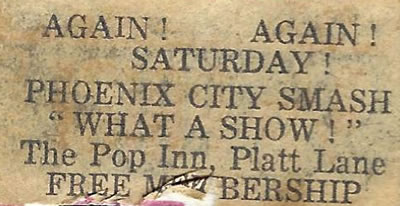 AGAIN! AGAIN!
SATURDAY!
PHOENIX CITY SMASH
"WHAT A SHOW!"
The Pop Inn, Platt Lane
FREE MEMBERSHIP